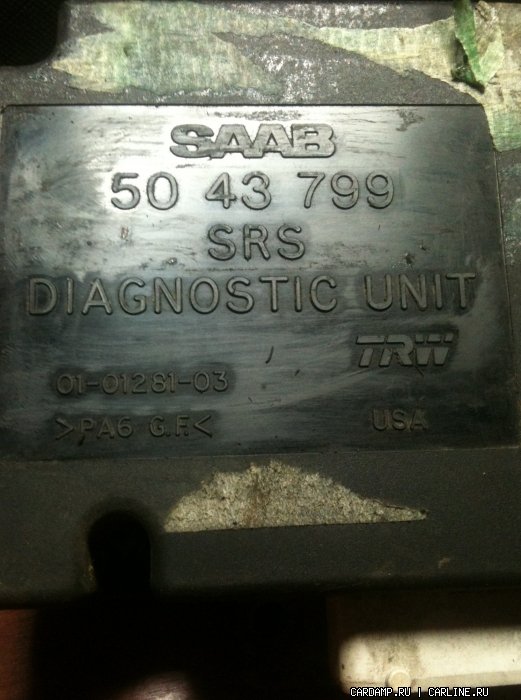 SAAB
50 43 799
SRS
DIAGNOSTIC UNIT
TRW
01-01281-03
>PA6 G.F.<
USA
CARDAMP.RU | CARLINE.RU